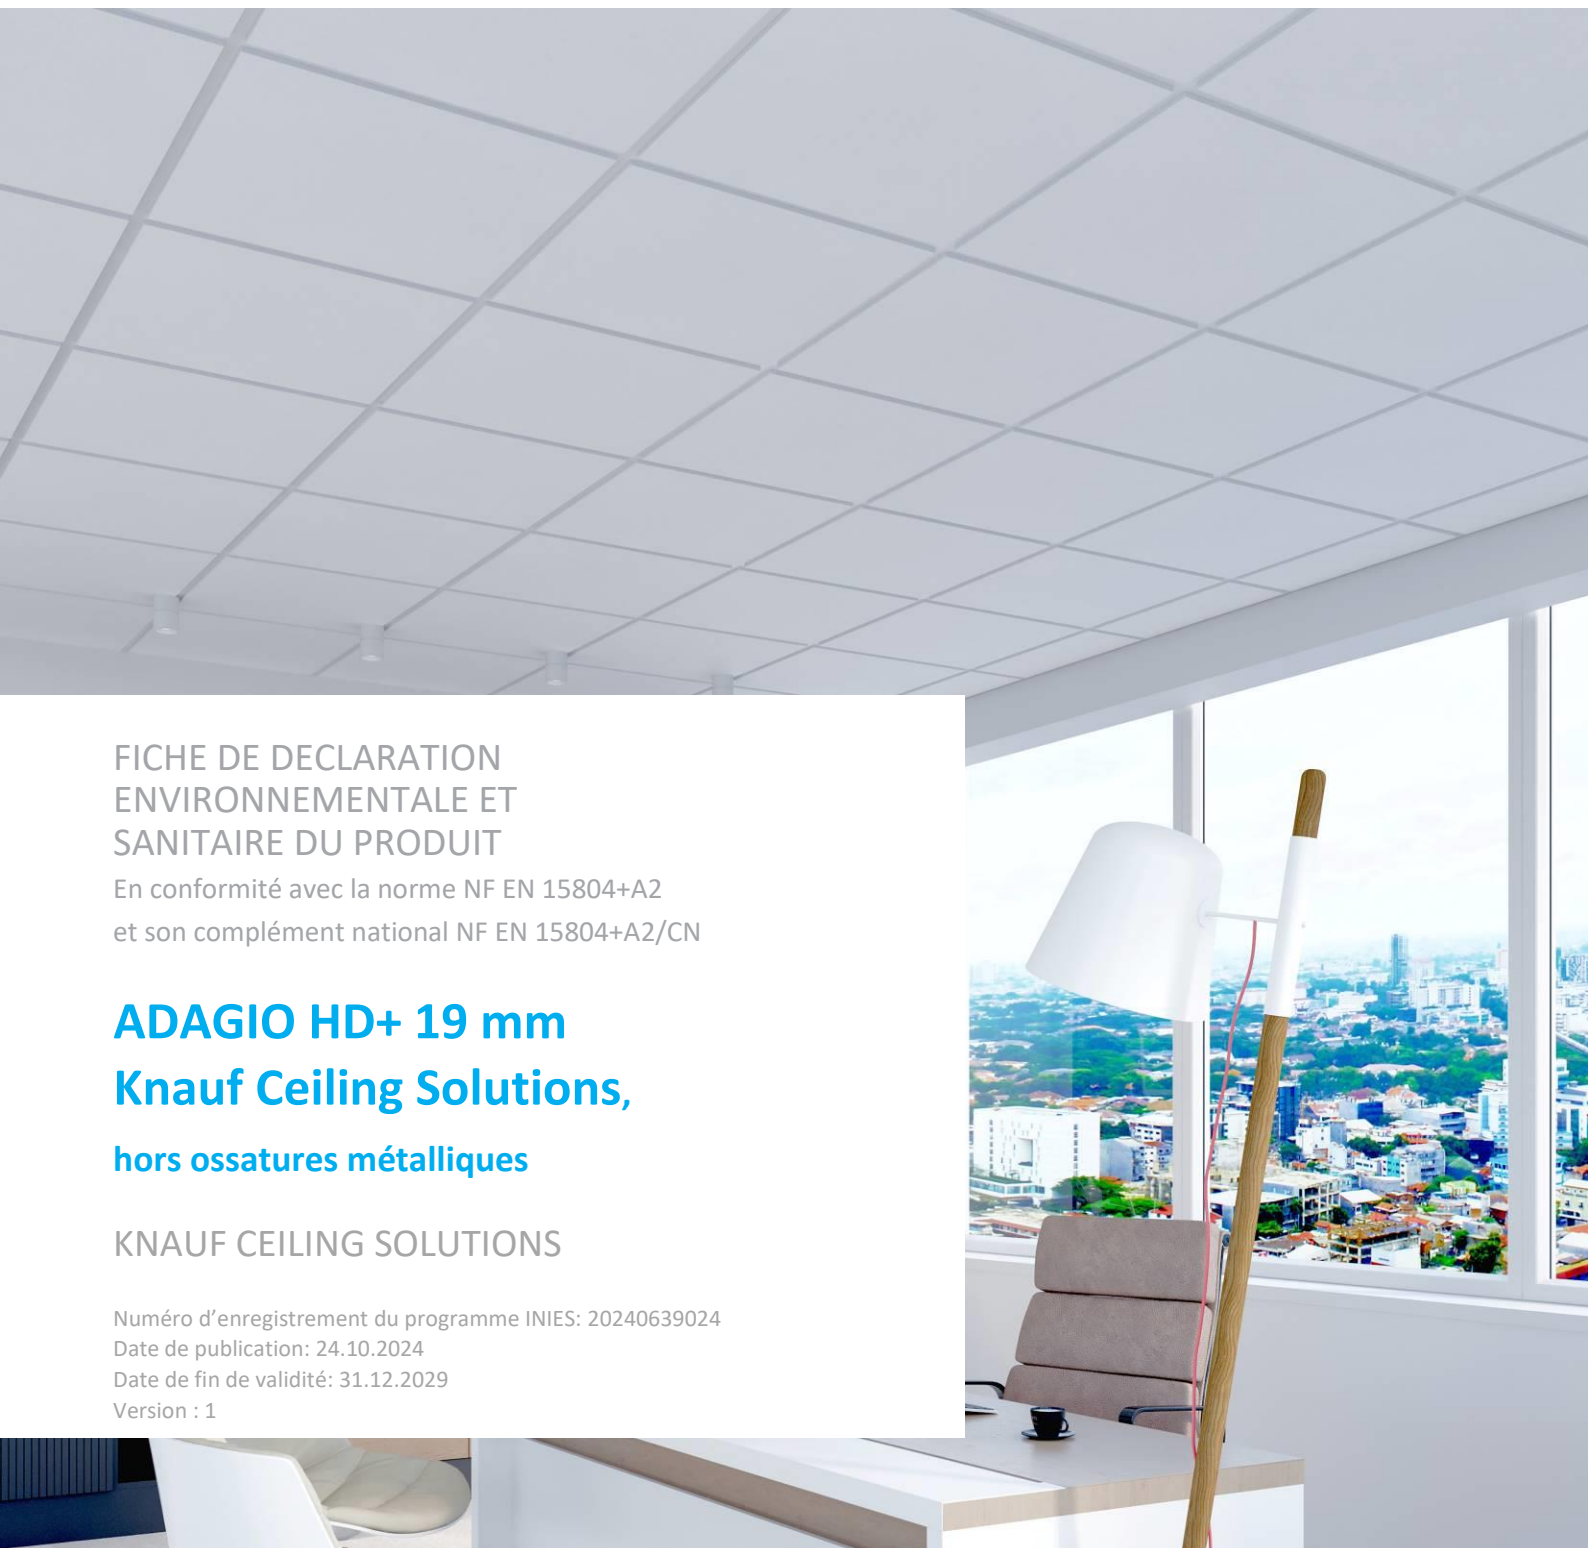 FICHE DE DECLARATION
ENVIRONNEMENTALE ET
SANITAIRE DU PRODUIT
En conformité avec la norme NF EN 15804+A2
et son complément national NF EN 15804+A2/CN
ADAGIO HD+ 19 mm
Knauf Ceiling Solutions,
hors ossatures métalliques
KNAUF CEILING SOLUTIONS
Numéro d’enregistrement du programme INIES: 20240639024
Date de publication: 24.10.2024
Date de fin de validité: 31.12.2029
Version : 1